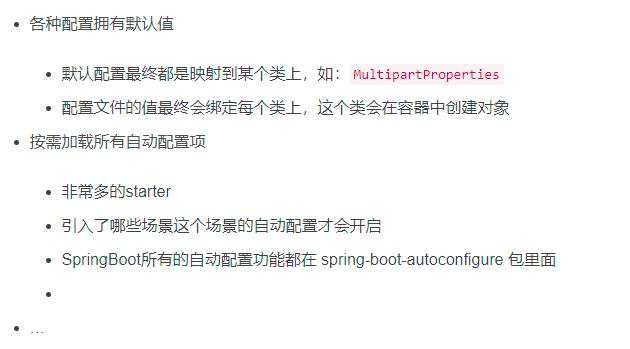 各种配置拥有默认值
默认配置最终都是映射到某个类上，如：MultipartProperties
配置文件的值最终会绑定每个类上，这个类会在容器中创建对象
按需加载所有自动配置项
非常多的starter
引入了哪些场景这个场景的自动配置才会开启
SpringBoot所有的自动配置功能都在 spring-boot-autoconfigure 包里面
…